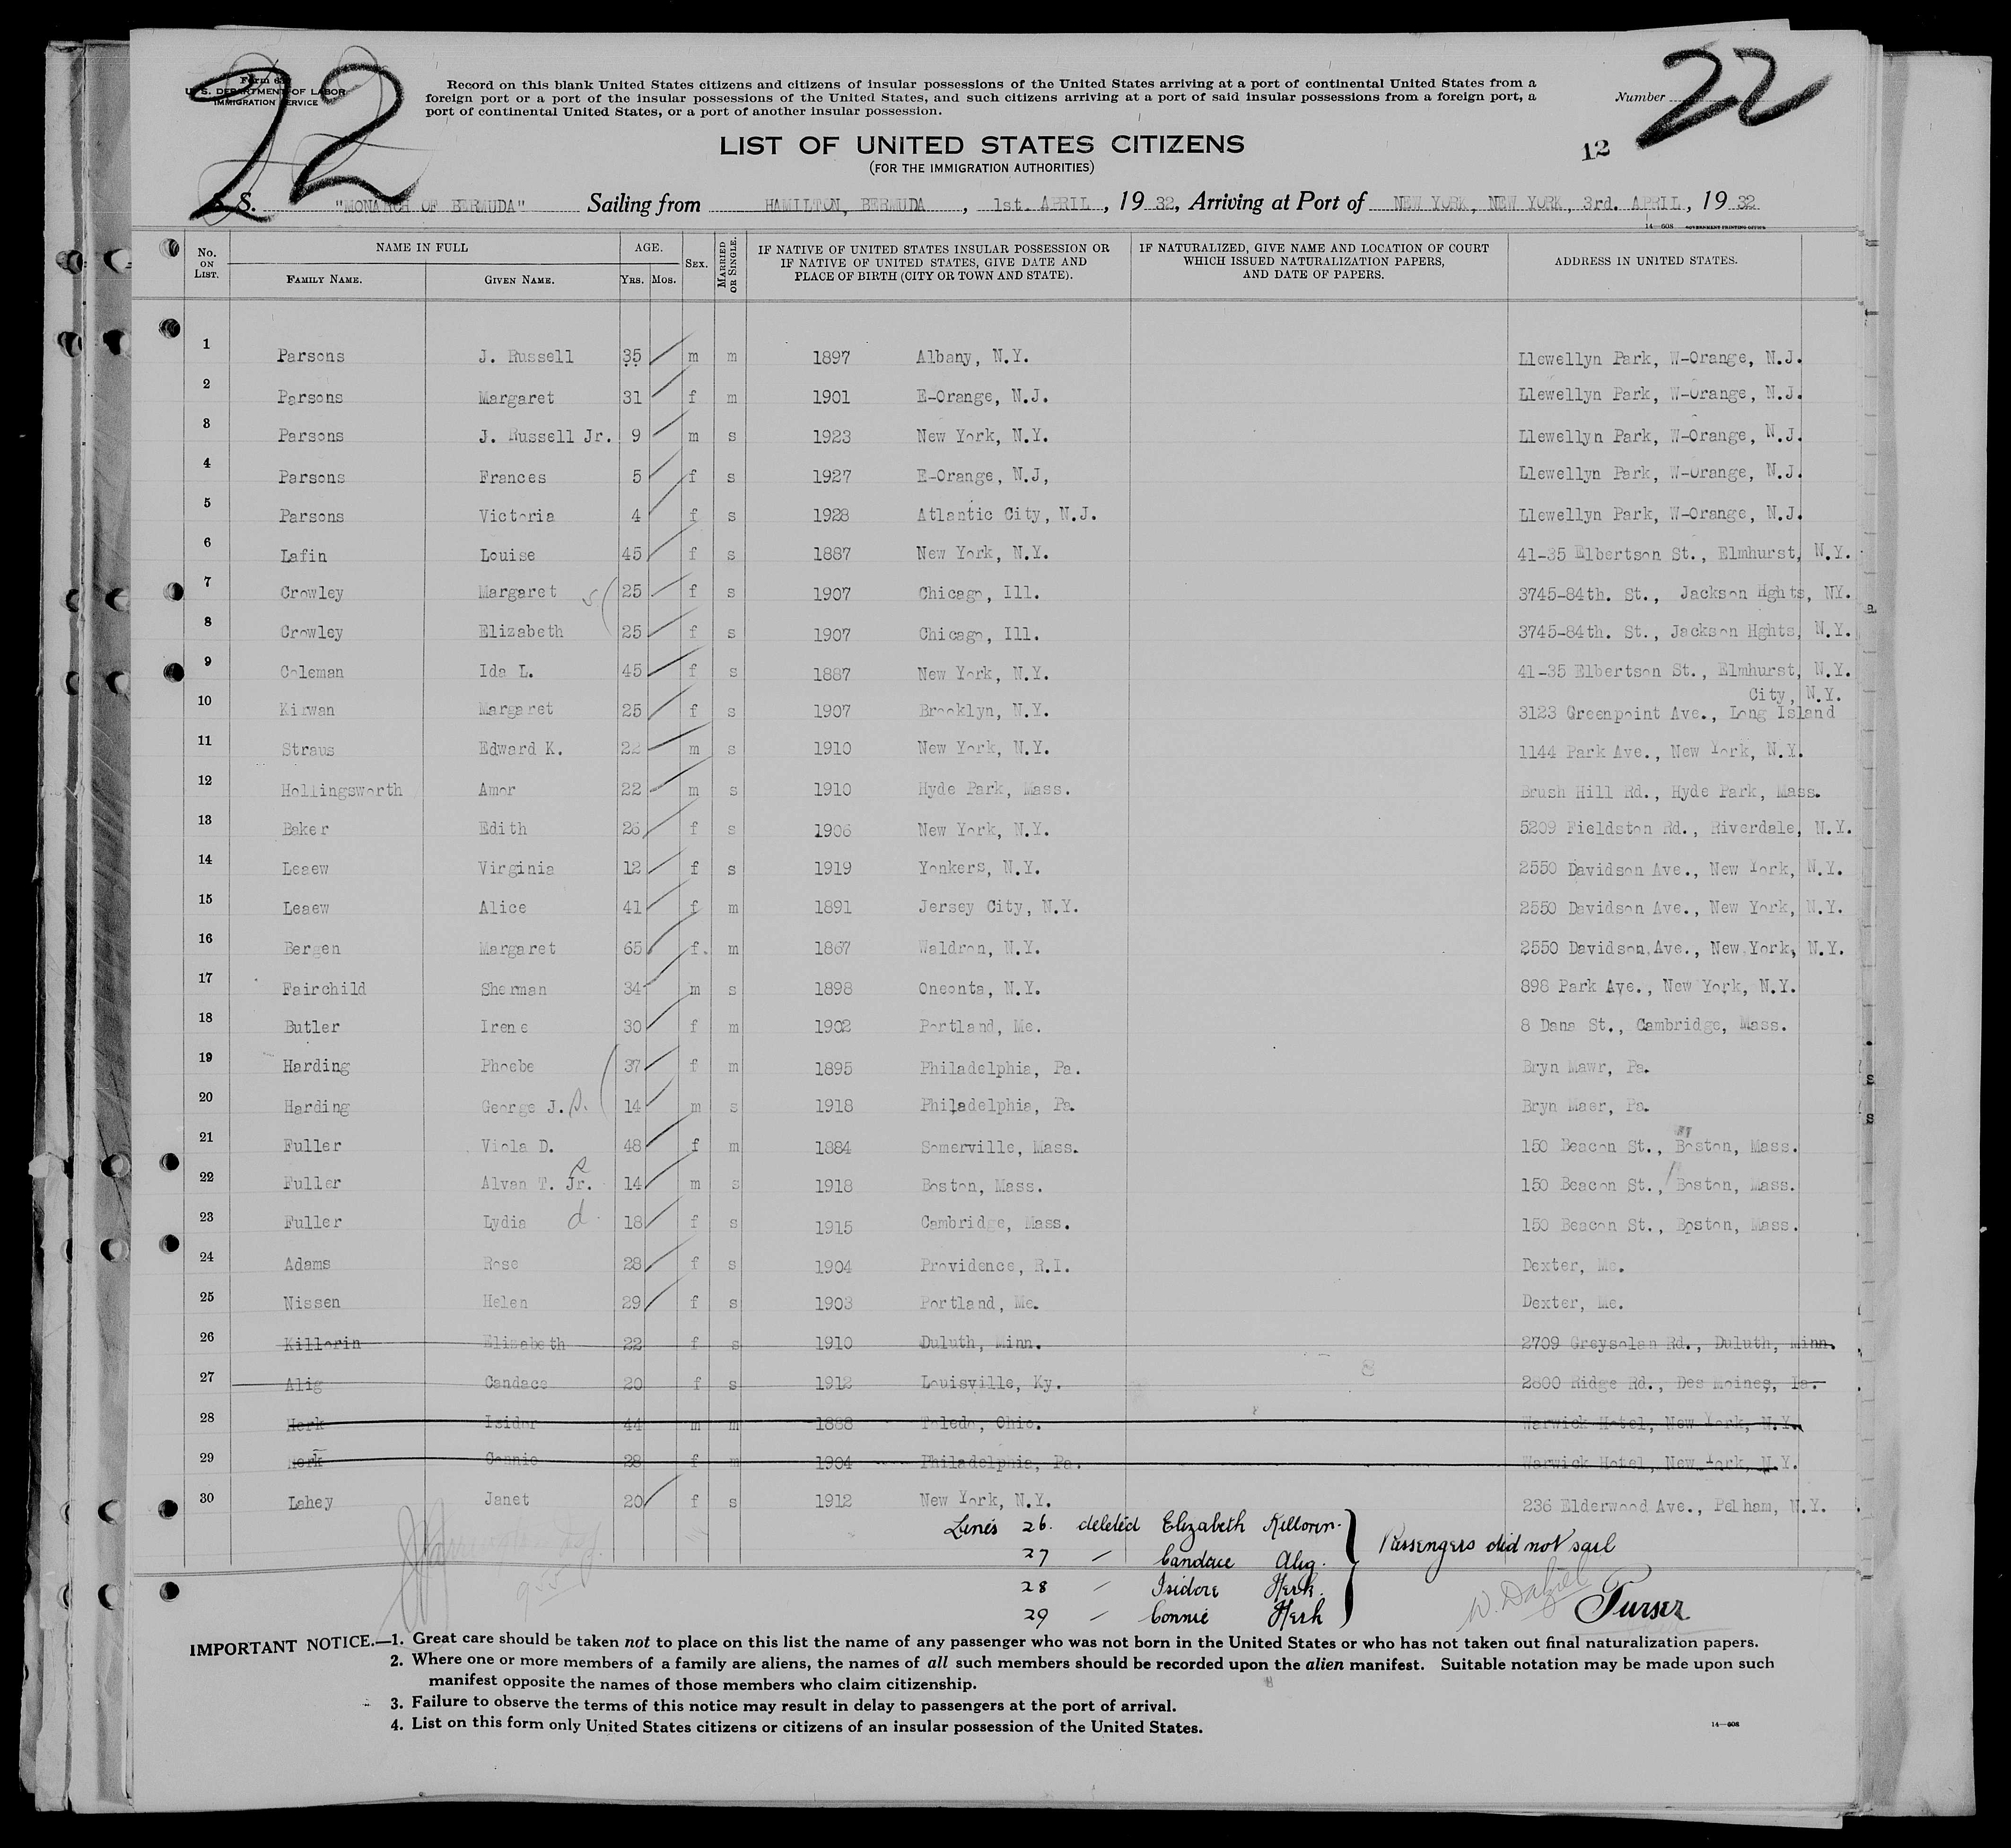 22
22
Form 630
U. S. DEPARTMENT OF LABOR
IMMIGRATION SERVICE
Record on this blank United States citizens and citizens of insular possessions of the United States arriving at a port of continental United States from a
foreign port or a port of the insular possessions of the United States, and such citizens arriving at a port of said insular possessions from a foreign port, a
port of continental United States, or a port of another insular possession.
Number
LIST OF UNITED STATES CITIZENS
(FOR THE IMMIGRATION AUTHORITIES)
12
S. "MONARCH OF BERMUDA" Sailing from HAMILTON, BERMUDA, 1st. APRIL, 1932, Arriving at Port of NEW YORK, NEW YORK, 3rd. APRIL, 1932
14—608 GOVERNMENT PRINTING OFFICE
No. ON LIST. NAME IN FULL FAMILY NAME. GIVEN NAME. AGE. YRS. MOS. SEX. MARRIED OR SINGLE. IF NATIVE OF UNITED STATES INSULAR POSSESSION OR IF NATIVE OF UNITED STATES, GIVE DATE AND PLACE OF BIRTH (CITY OR TOWN AND STATE). IF NATURALIZED, GIVE NAME AND LOCATION OF COURT WHICH ISSUED NATURALIZATION PAPERS, AND DATE OF PAPERS. ADDRESS IN UNITED STATES.
1 Parsons J. Russell 35 m m 1897 Albany, N.Y. Llewellyn Park, W-Orange, N.J.
2 Parsons Margaret 31 f m 1901 E-Orange, N.J. Llewellyn Park, W-Orange, N.J.
3 Parsons J. Russell Jr. 9 m s 1923 New York, N.Y. Llewellyn Park, W-Orange, N.J.
4 Parsons Frances 5 f s 1927 E-Orange, N.J, Llewellyn Park, W-Orange, N.J.
5 Parsons Victoria 4 f s 1928 Atlantic City, N.J. Llewellyn Park, W-Orange, N.J.
6 Lafin Louise 45 f s 1887 New York, N.Y. 41-35 Elbertson St., Elmhurst, N.Y.
7 Crowley Margaret 25 f s 1907 Chicago, Ill. 3745-84th. St., Jackson Hghts, NY.
8 Crowley Elizabeth 25 f s 1907 Chicago, Ill. 3745-84th. St., Jackson Hghts, N.Y.
9 Coleman Ida L. 45 f s 1887 New York, N.Y. 41-35 Elbertson St., Elmhurst, N.Y.
City, N.Y.
10 Kirwan Margaret 25 f s 1907 Brooklyn, N.Y. 3123 Greenpoint Ave., Long Island
11 Straus Edward K. 22 m s 1910 New York, N.Y. 1144 Park Ave., New York, N.Y.
12 Hollingsworth Amor 22 m s 1910 Hyde Park, Mass. Brush Hill Rd., Hyde Park, Mass.
13 Baker Edith 26 f s 1906 New York, N.Y. 5209 Fieldston Rd., Riverdale, N.Y.
14 Leaew Virginia 12 f s 1919 Yonkers, N.Y. 2550 Davidson Ave., New York, N.Y.
15 Leaew Alice 41 f m 1891 Jersey City, N.Y. 2550 Davidson Ave., New York, N.Y.
16 Bergen Margaret 65 f. m 1867 Waldron, N.Y. 2550 Davidson Ave., New York, N.Y.
17 Fairchild Sherman 34 m s 1898 Oneonta, N.Y. 898 Park Ave., New York, N.Y.
18 Butler Irene 30 f m 1902 Portland, Me. 8 Dana St., Cambridge, Mass.
19 Harding Phoebe 37 f m 1895 Philadelphia, Pa. Bryn Mawr, Pa.
20 Harding George J. 14 m s 1918 Philadelphia, Pa. Bryn Maer, Pa.
21 Fuller Viola D. 48 f m 1884 Somerville, Mass. 150 Beacon St., Boston, Mass.
22 Fuller Alvan T. Jr. 14 m s 1918 Boston, Mass. 150 Beacon St., Boston, Mass.
23 Fuller Lydia d 18 f s 1915 Cambridge, Mass. 150 Beacon St., Boston, Mass.
24 Adams Rose 28 f s 1904 Providence, R.I. Dexter, Me.
25 Nissen Helen 29 f s 1903 Portland, Me. Dexter, Me.
26 Killorin Elizabeth 22 f s 1910 Duluth, Minn. 2709 Greysolan Rd., Duluth, Minn.
27 Alig Candace 20 f s 1912 Louisville, Ky. 2800 Ridge Rd., Des Moines, Ia.
28 Herk Isidor 44 m m 1888 Toledo, Ohio. Warwick Hotel, New York, N.Y.
29 Herk Connie 28 f m 1904 Philadelphia, Pa. Warwick Hotel, New York, N.Y.
30 Lahey Janet 20 f s 1912 New York, N.Y. 236 Elderwood Ave., Pelham, N.Y.
Lines 26. deleted Elizabeth Killorin.
27 Candace Alig.
28 Isidore Herk.
29 Connie Herk
Passengers did not sail
W. Dalziel
Purser
IMPORTANT NOTICE.—1. Great care should be taken not to place on this list the name of any passenger who was not born in the United States or who has not taken out final naturalization papers.
2. Where one or more members of a family are aliens, the names of all such members should be recorded upon the alien manifest. Suitable notation may be made upon such
manifest opposite the names of those members who claim citizenship.
3. Failure to observe the terms of this notice may result in delay to passengers at the port of arrival.
4. List on this form only United States citizens or citizens of an insular possession of the United States.
14—608